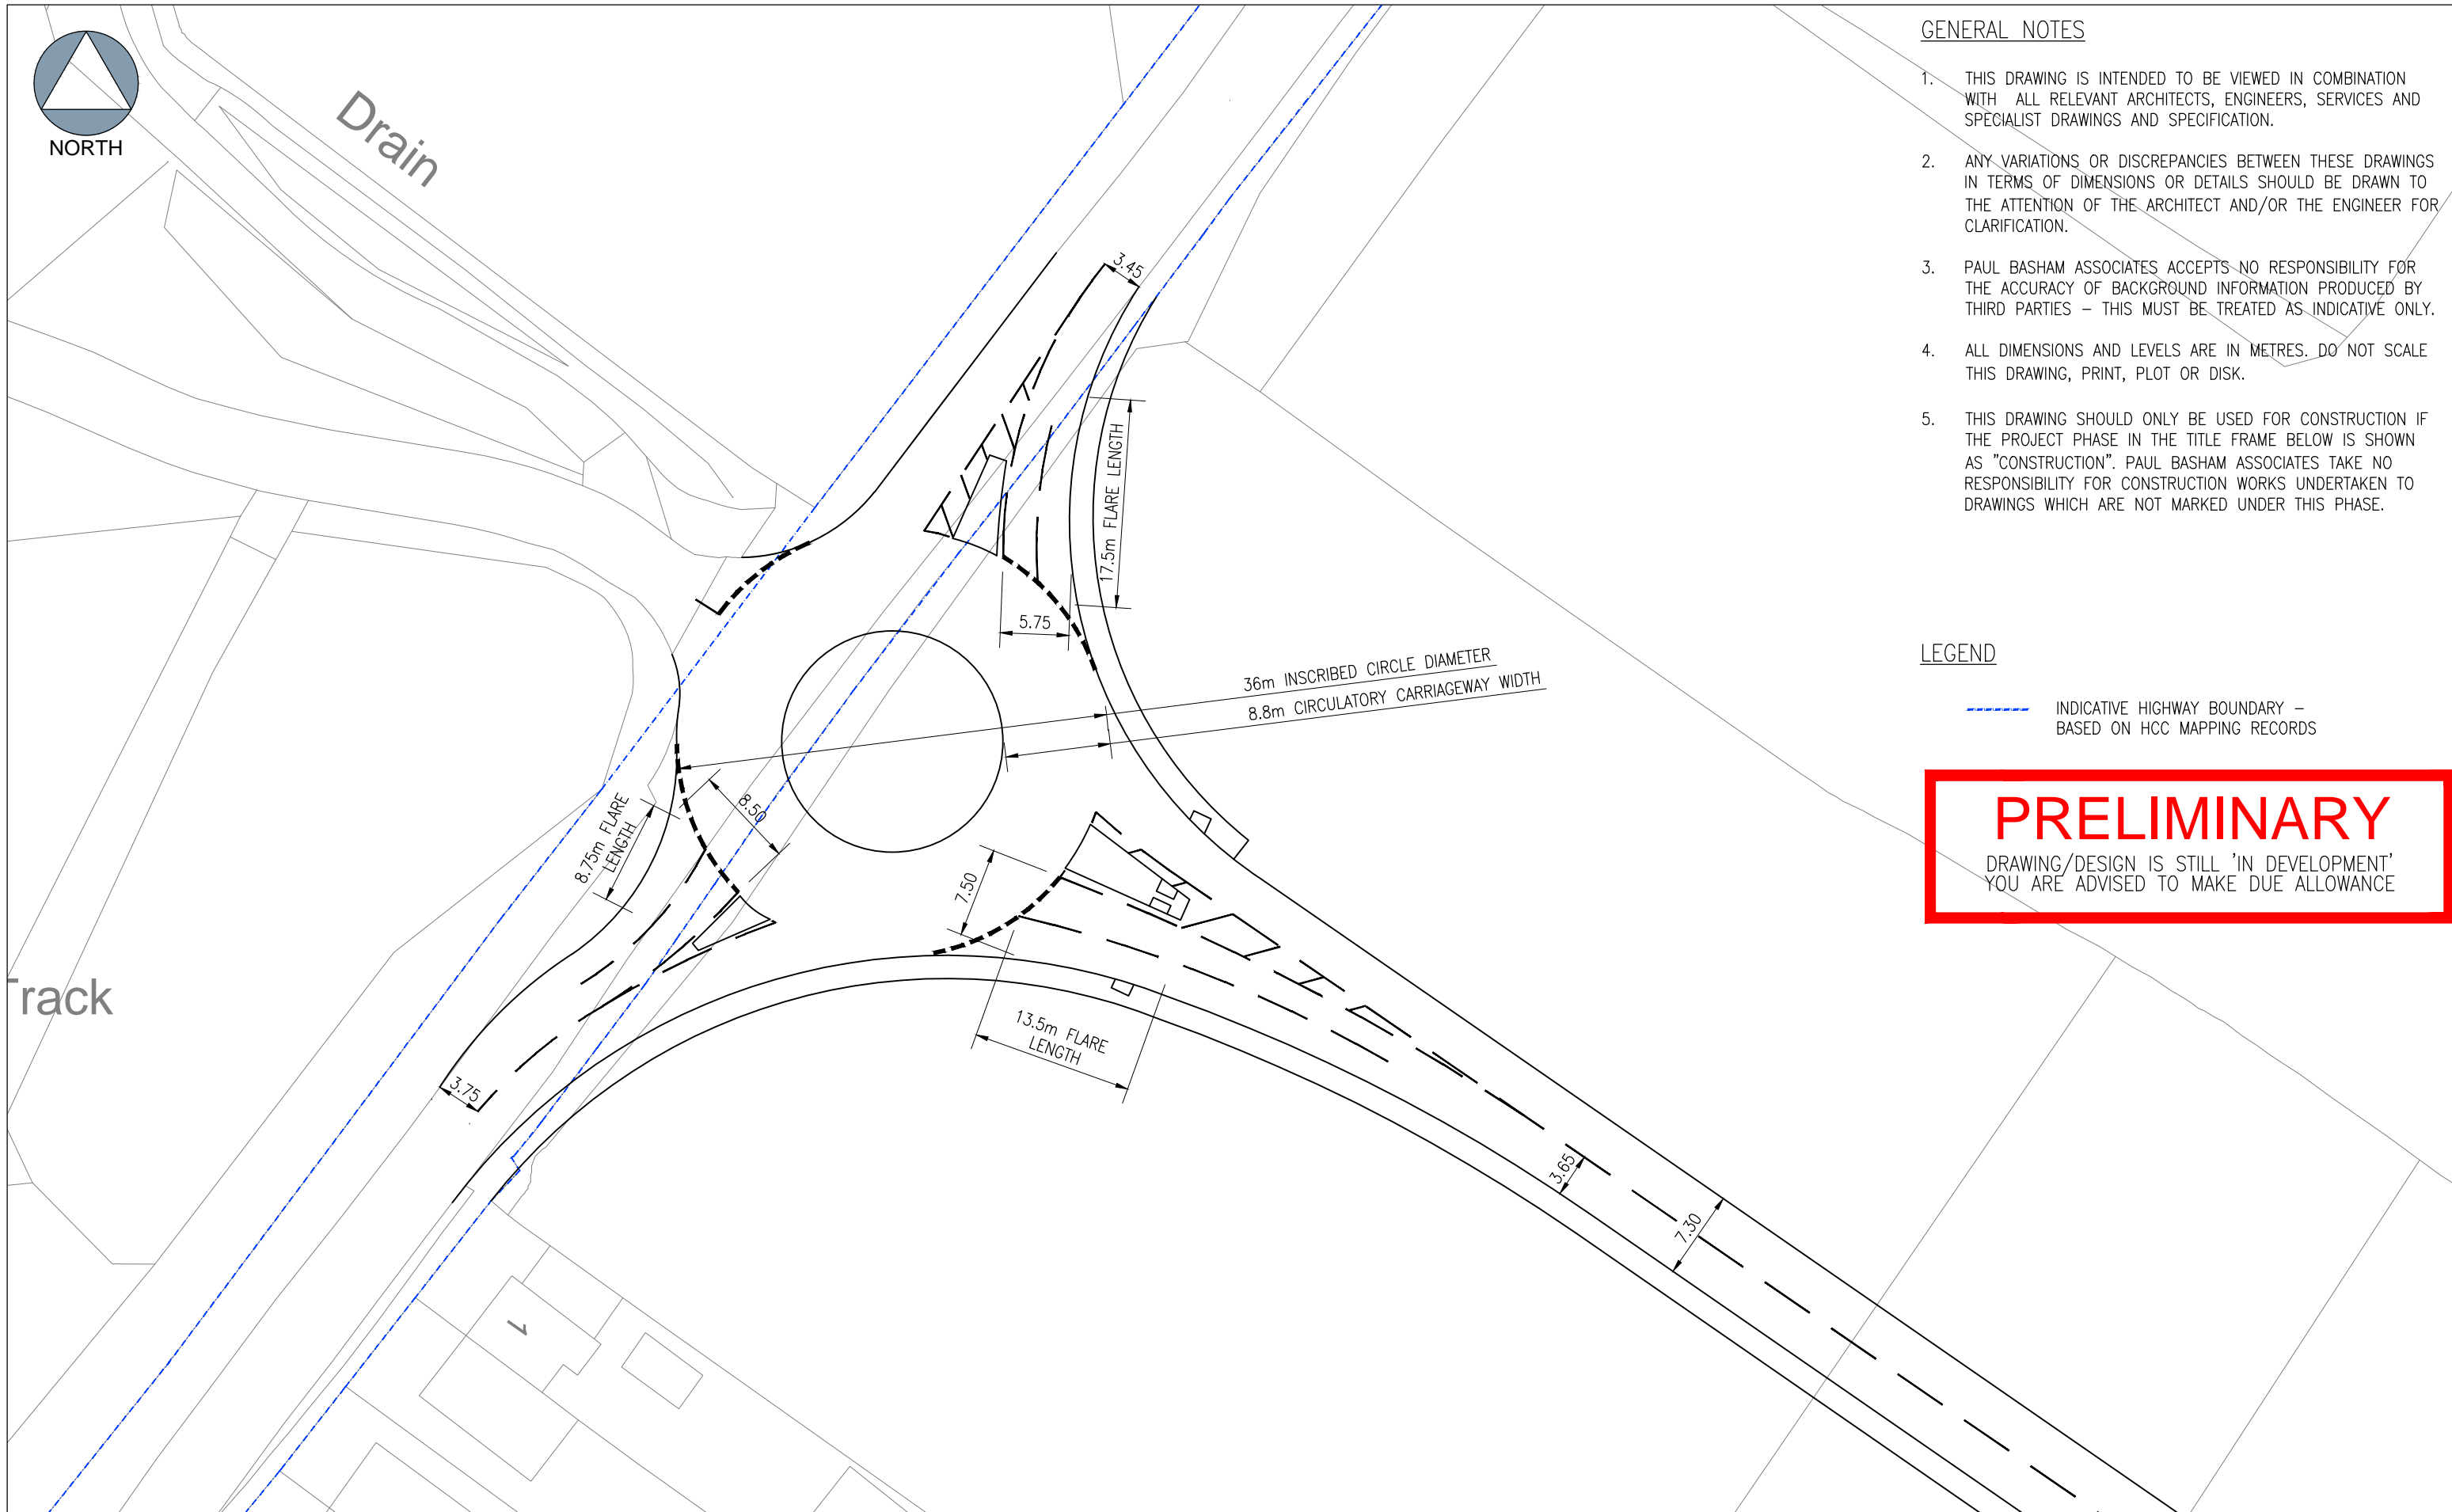 NORTH
Drain
GENERAL NOTES
1. THIS DRAWING IS INTENDED TO BE VIEWED IN COMBINATION
WITH ALL RELEVANT ARCHITECTS, ENGINEERS, SERVICES AND
SPECIALIST DRAWINGS AND SPECIFICATION.
2. ANY VARIATIONS OR DISCREPANCIES BETWEEN THESE DRAWINGS
IN TERMS OF DIMENSIONS OR DETAILS SHOULD BE DRAWN TO
THE ATTENTION OF THE ARCHITECT AND/OR THE ENGINEER FOR
CLARIFICATION.
3. PAUL BASHAM ASSOCIATES ACCEPTS NO RESPONSIBILITY FOR
THE ACCURACY OF BACKGROUND INFORMATION PRODUCED BY
THIRD PARTIES – THIS MUST BE TREATED AS INDICATIVE ONLY.
4. ALL DIMENSIONS AND LEVELS ARE IN METRES. DO NOT SCALE
THIS DRAWING, PRINT, PLOT OR DISK.
5. THIS DRAWING SHOULD ONLY BE USED FOR CONSTRUCTION IF
THE PROJECT PHASE IN THE TITLE FRAME BELOW IS SHOWN
AS "CONSTRUCTION". PAUL BASHAM ASSOCIATES TAKE NO
RESPONSIBILITY FOR CONSTRUCTION WORKS UNDERTAKEN TO
DRAWINGS WHICH ARE NOT MARKED UNDER THIS PHASE.
LEGEND
INDICATIVE HIGHWAY BOUNDARY –
BASED ON HCC MAPPING RECORDS
PRELIMINARY
DRAWING/DESIGN IS STILL 'IN DEVELOPMENT'
YOU ARE ADVISED TO MAKE DUE ALLOWANCE
3.45
17.5m FLARE LENGTH
5.75
36m INSCRIBED CIRCLE DIAMETER
8.8m CIRCULATORY CARRIAGEWAY WIDTH
8.50
8.75m FLARE
LENGTH
7.50
13.5m FLARE
LENGTH
3.75
3.65
7.30
Track
1